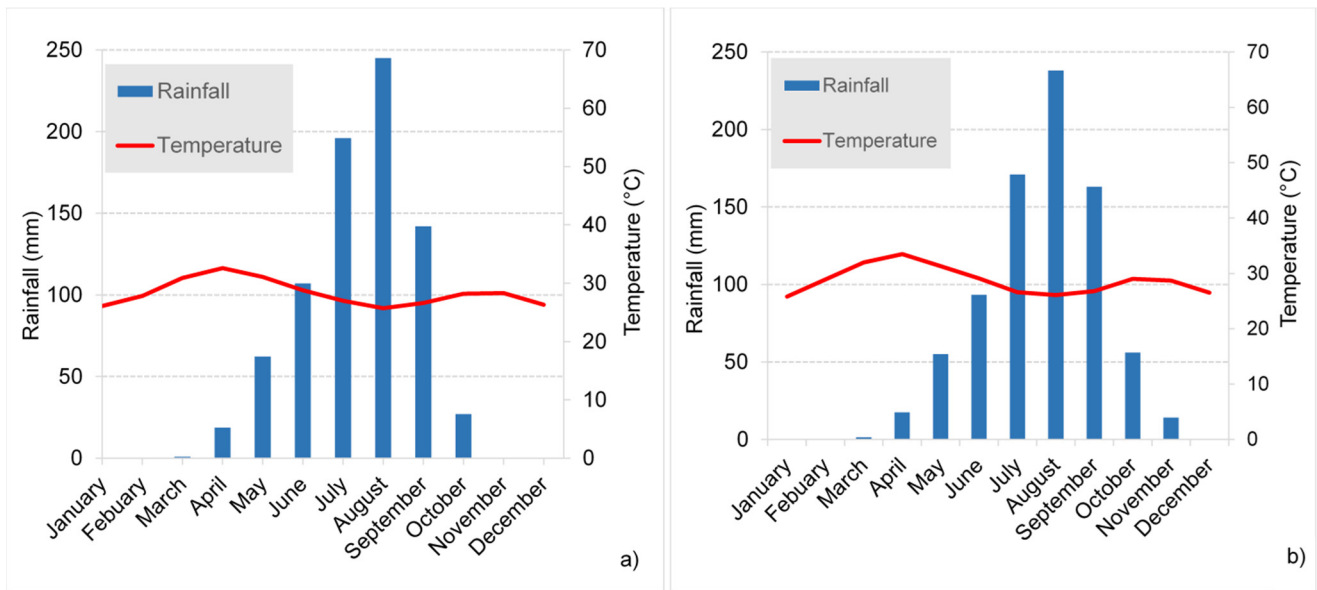 250
200
150
100
50
0
Rainfall (mm)
Rainfall
Temperature
70
60
50
40
30
20
10
0
Temperature (°C)
January
Febuary
March
April
May
June
July
August
September
October
November
December
a)
250
200
150
100
50
0
Rainfall (mm)
Rainfall
Temperature
70
60
50
40
30
20
10
0
Temperature (°C)
January
Febuary
March
April
May
June
July
August
September
October
November
December
b)